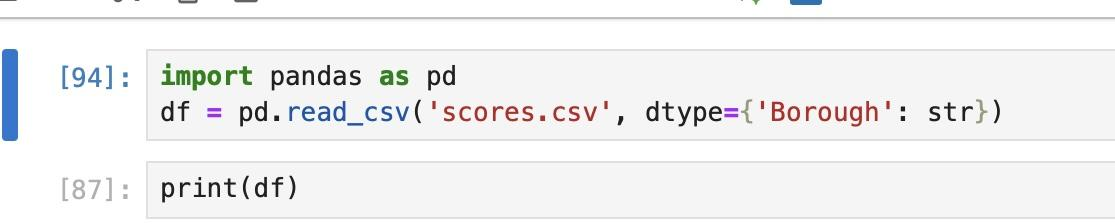 [94]:
import pandas as pd
df = pd.read_csv('scores.csv', dtype={'Borough': str})
[87]:
print(df)